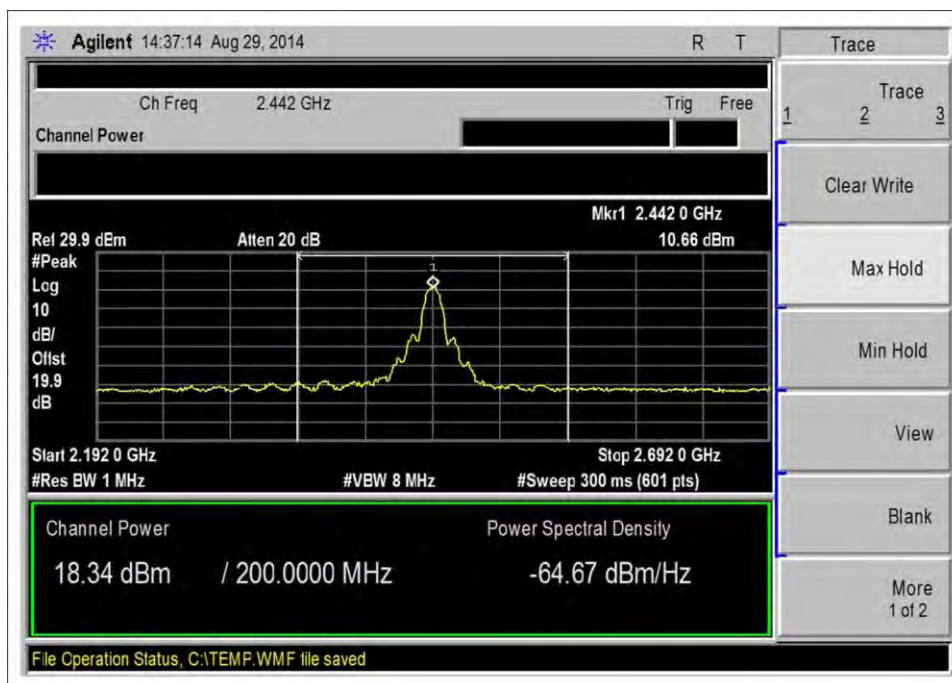 Agilent 14:37:14 Aug 29, 2014 R T
Trace
Ch Freq 2.442 GHz Trig Free
Channel Power
Mkr1 2.442 0 GHz
Ref 29.9 dBm Atten 20 dB 10.66 dBm
#Peak
Log
10
dB/
Offst
19.9
dB
1
Start 2.192 0 GHz Stop 2.692 0 GHz
#Res BW 1 MHz #VBW 8 MHz #Sweep 300 ms (601 pts)
Channel Power Power Spectral Density
18.34 dBm / 200.0000 MHz -64.67 dBm/Hz
File Operation Status, C:\TEMP.WMF file saved
Trace
1 2 3
Clear Write
Max Hold
Min Hold
View
Blank
More
1 of 2